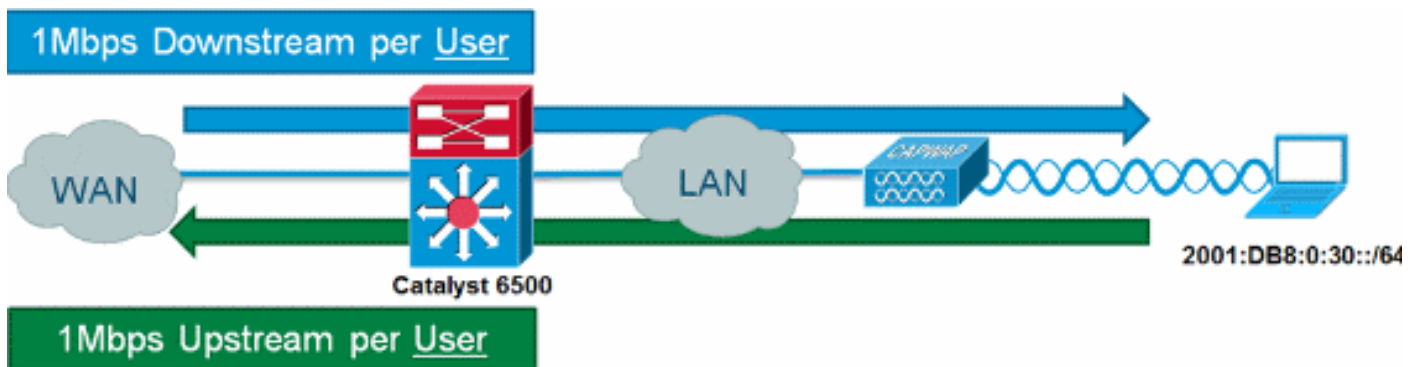 1Mbps Downstream per User
WAN
LAN
CAPWAP
2001:DB8:0:30::/64
Catalyst 6500
1Mbps Upstream per User